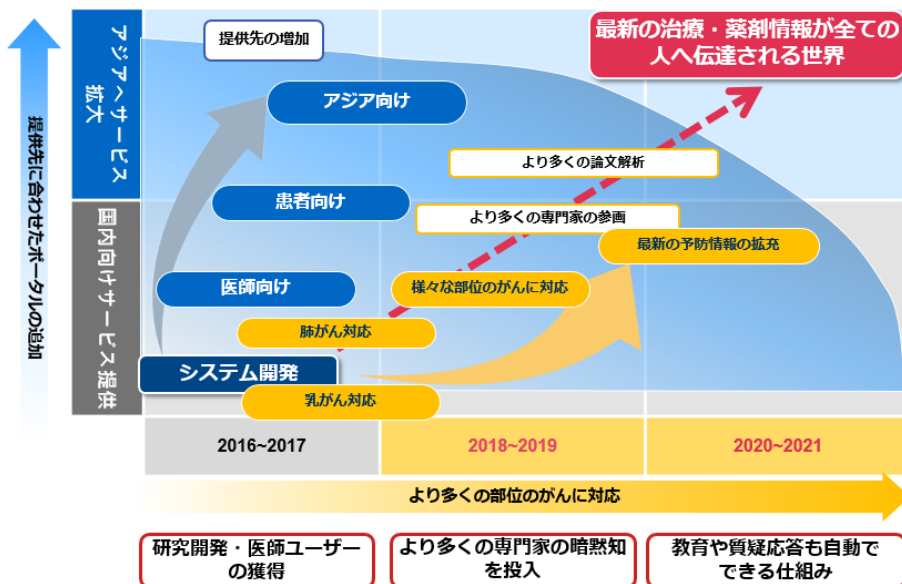 提供先に合わせたポータルの追加
アジアへサービス
拡大
国内向けサービス提供
提供先の増加
最新の治療・薬剤情報が全ての
人へ伝達される世界
アジア向け
より多くの論文解析
患者向け
より多くの専門家の参画
最新の予防情報の拡充
医師向け
様々な部位のがんに対応
肺がん対応
システム開発
乳がん対応
2016~2017
2018~2019
2020~2021
より多くの部位のがんに対応
研究開発・医師ユーザー
の獲得
より多くの専門家の暗黙知
を投入
教育や質疑応答も自動で
できる仕組み